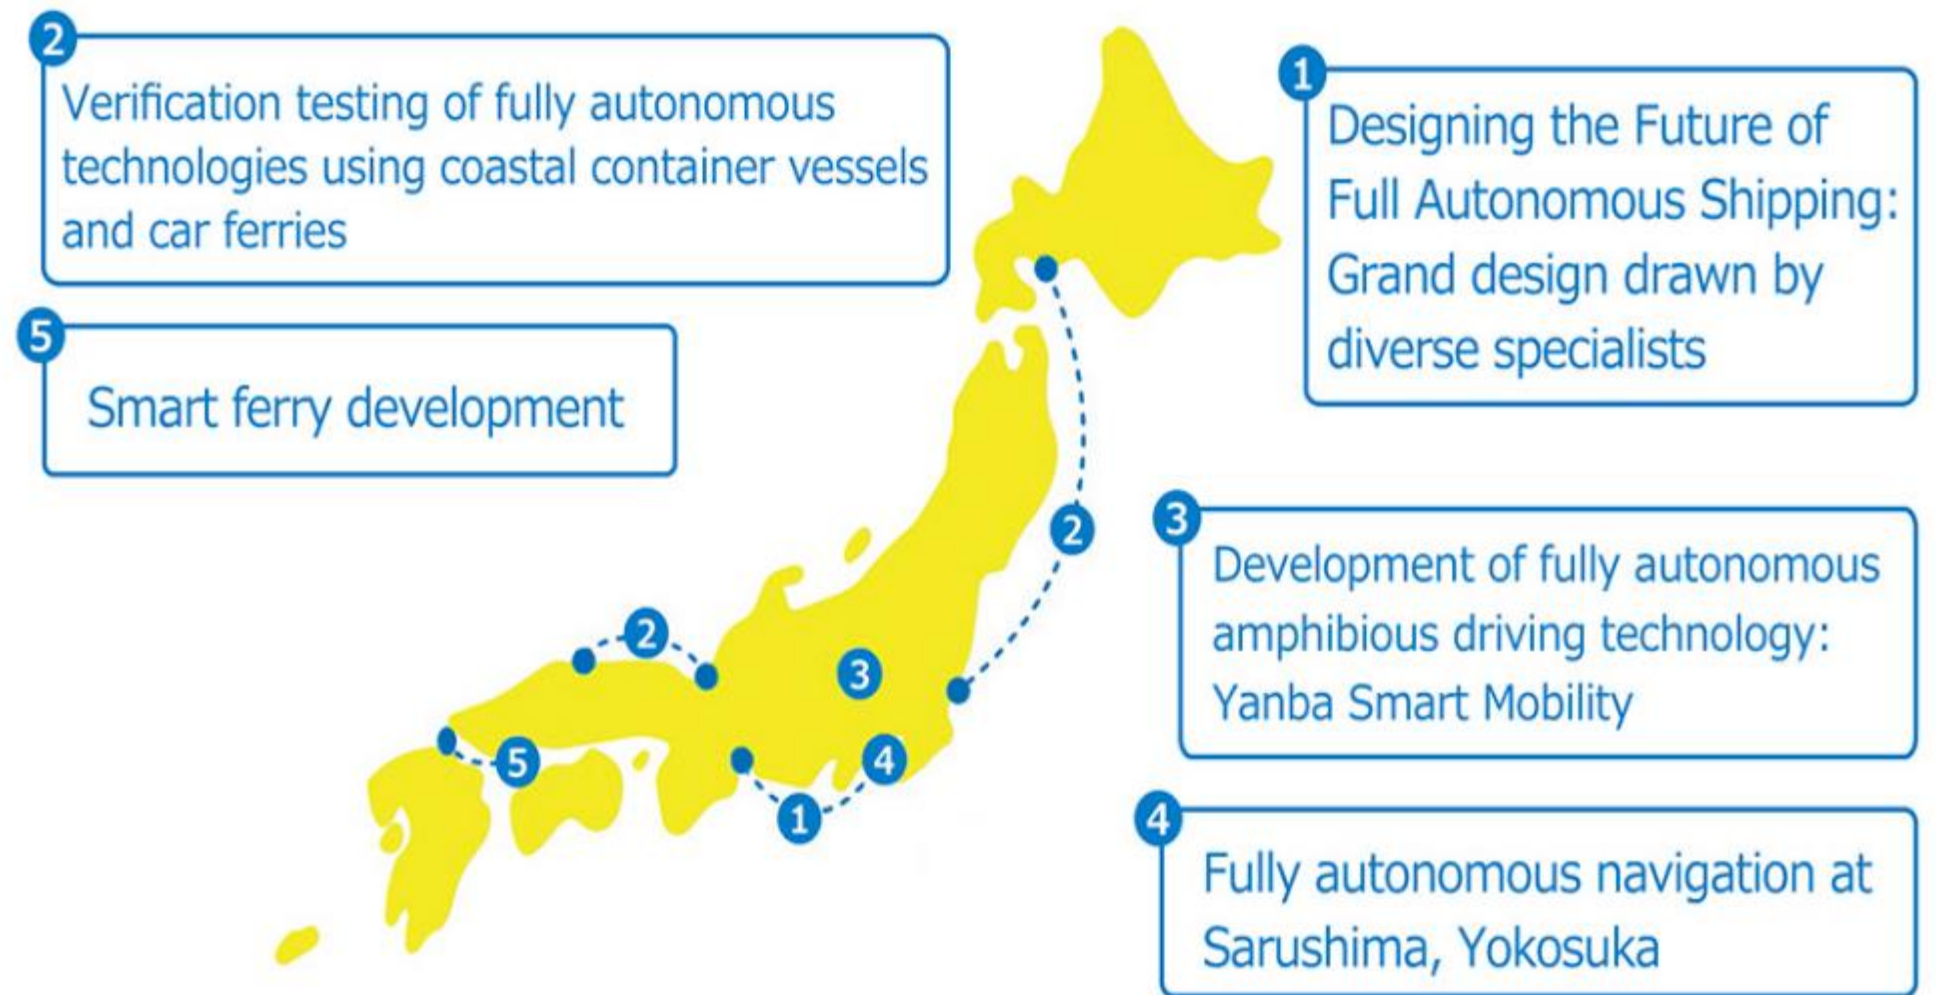 2
Verification testing of fully autonomous
technologies using coastal container vessels
and car ferries
1
Designing the Future of
Full Autonomous Shipping:
Grand design drawn by
diverse specialists
5
Smart ferry development
3
Development of fully autonomous
amphibious driving technology:
Yanba Smart Mobility
4
Fully autonomous navigation at
Sarushima, Yokosuka
2
2
3
5
4
1